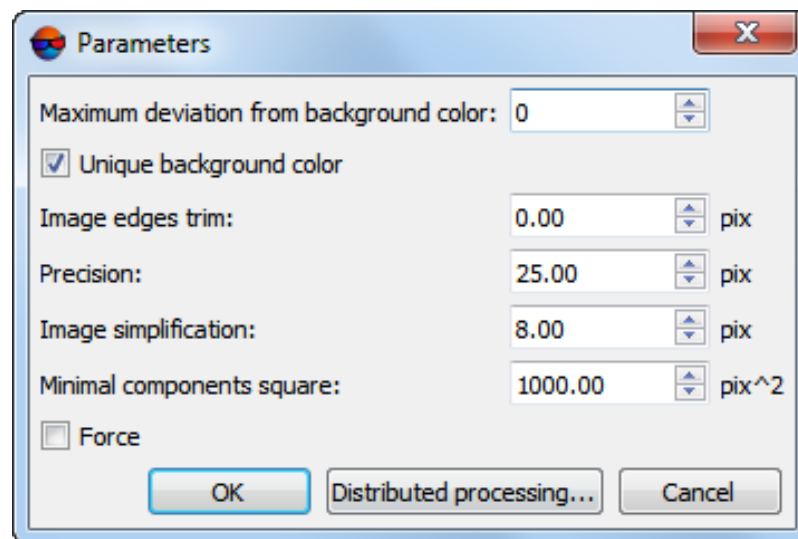 Parameters
Maximum deviation from background color: 0
Unique background color
Image edges trim: 0.00 pix
Precision: 25.00 pix
Image simplification: 8.00 pix
Minimal components square: 1000.00 pix^2
Force
OK Distributed processing... Cancel